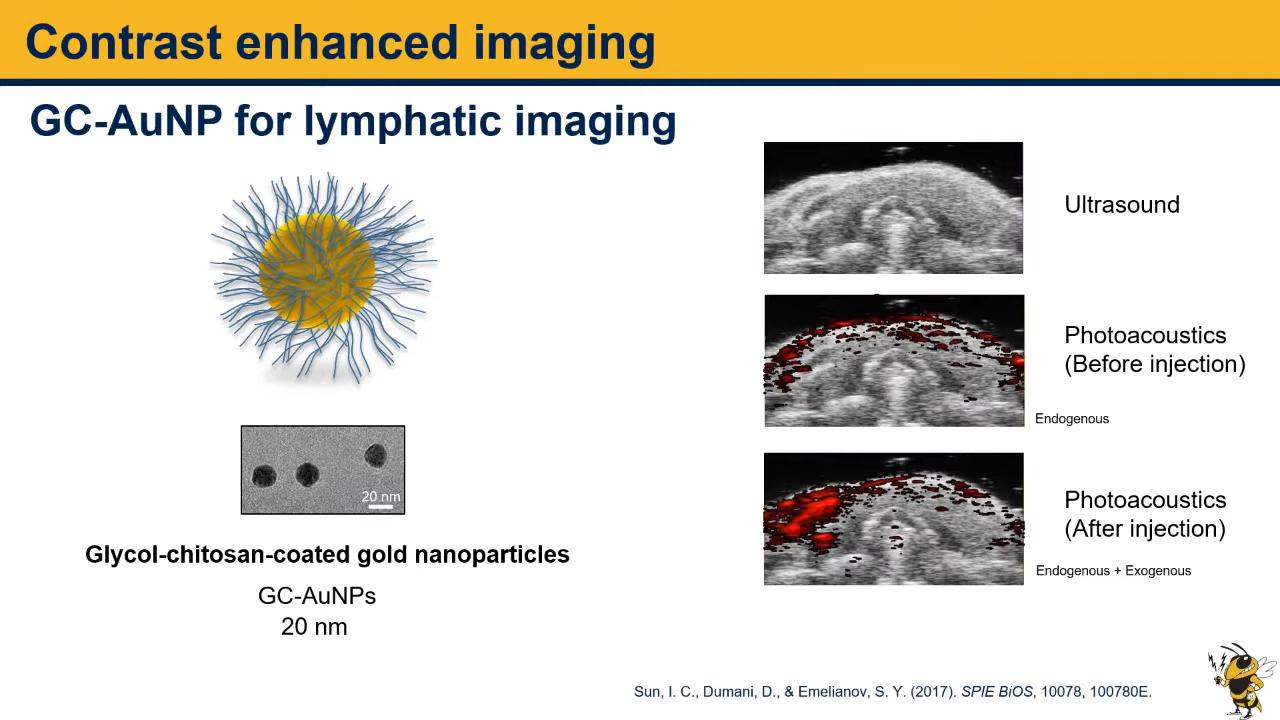 Contrast enhanced imaging
GC-AuNP for lymphatic imaging
20 nm
Glycol-chitosan-coated gold nanoparticles
GC-AuNPs
20 nm
Ultrasound
Photoacoustics
(Before injection)
Endogenous
Photoacoustics
(After injection)
Endogenous + Exogenous
Sun, I. C., Dumani, D., & Emelianov, S. Y. (2017). SPIE BiOS, 10078, 100780E.